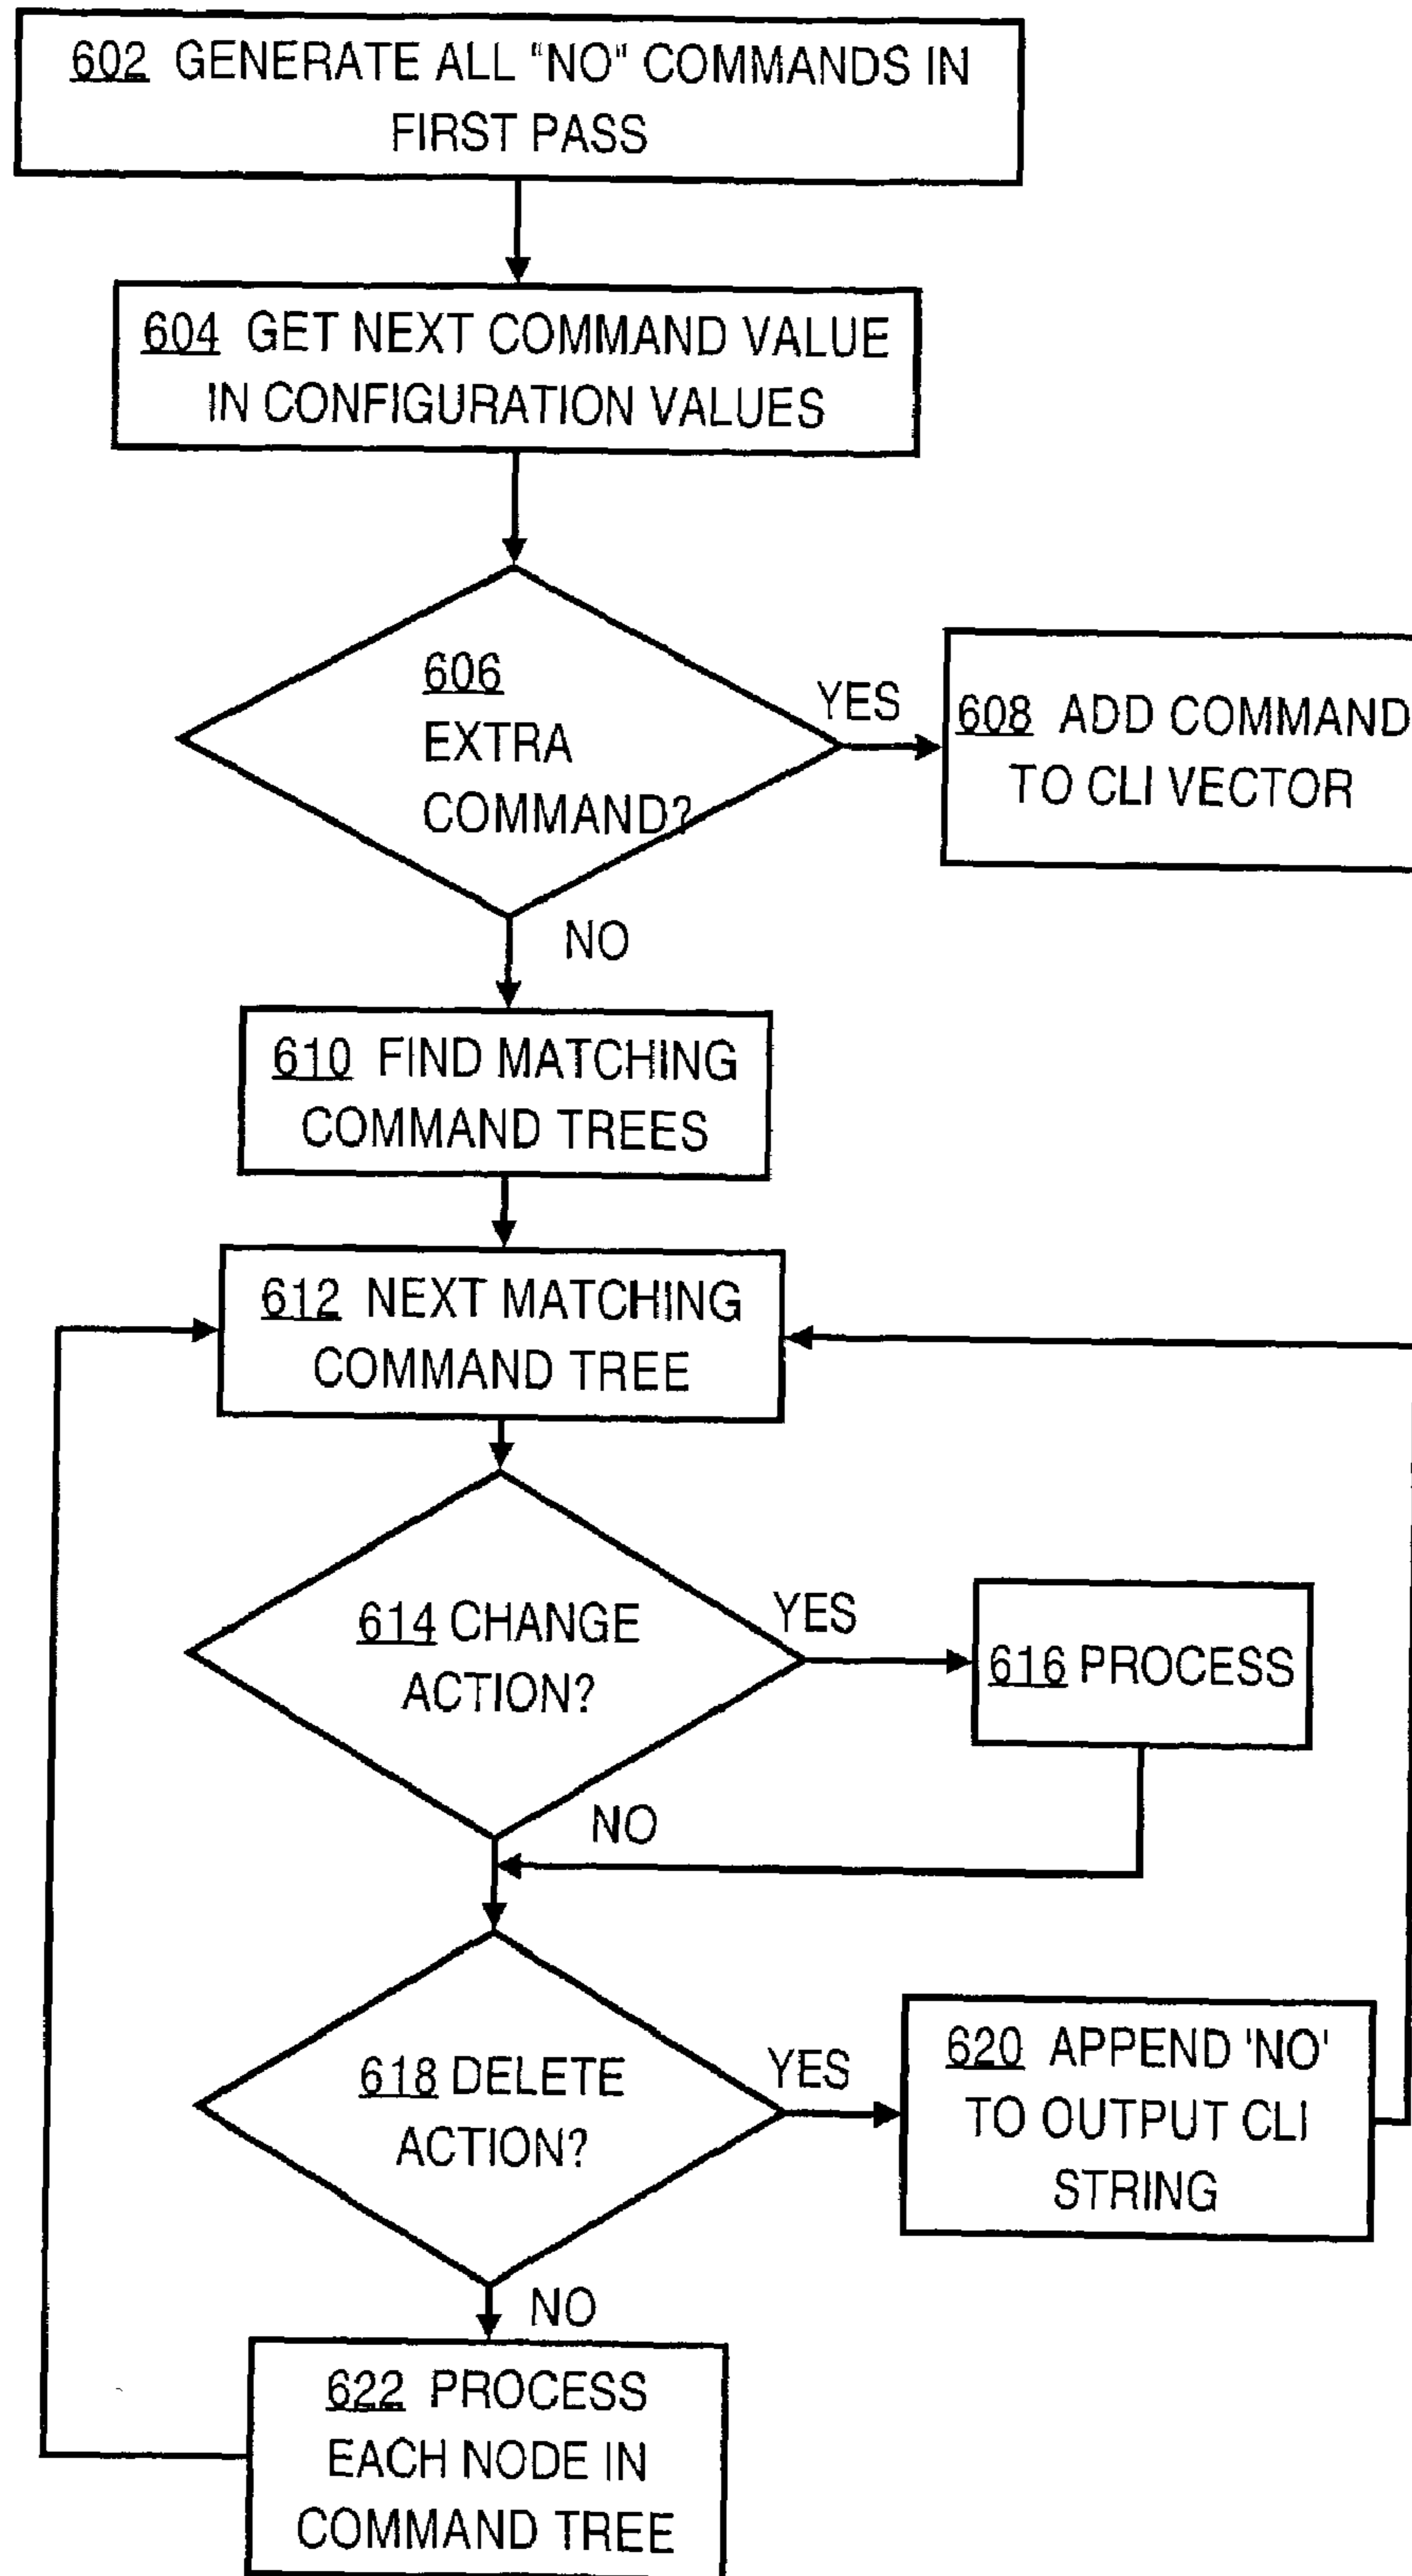 602 GENERATE ALL "NO" COMMANDS IN
FIRST PASS
604 GET NEXT COMMAND VALUE
IN CONFIGURATION VALUES
606
EXTRA
COMMAND?
YES
608 ADD COMMAND
TO CLI VECTOR
NO
610 FIND MATCHING
COMMAND TREES
612 NEXT MATCHING
COMMAND TREE
614 CHANGE
ACTION?
YES
616 PROCESS
NO
618 DELETE
ACTION?
YES
620 APPEND 'NO'
TO OUTPUT CLI
STRING
NO
622 PROCESS
EACH NODE IN
COMMAND TREE